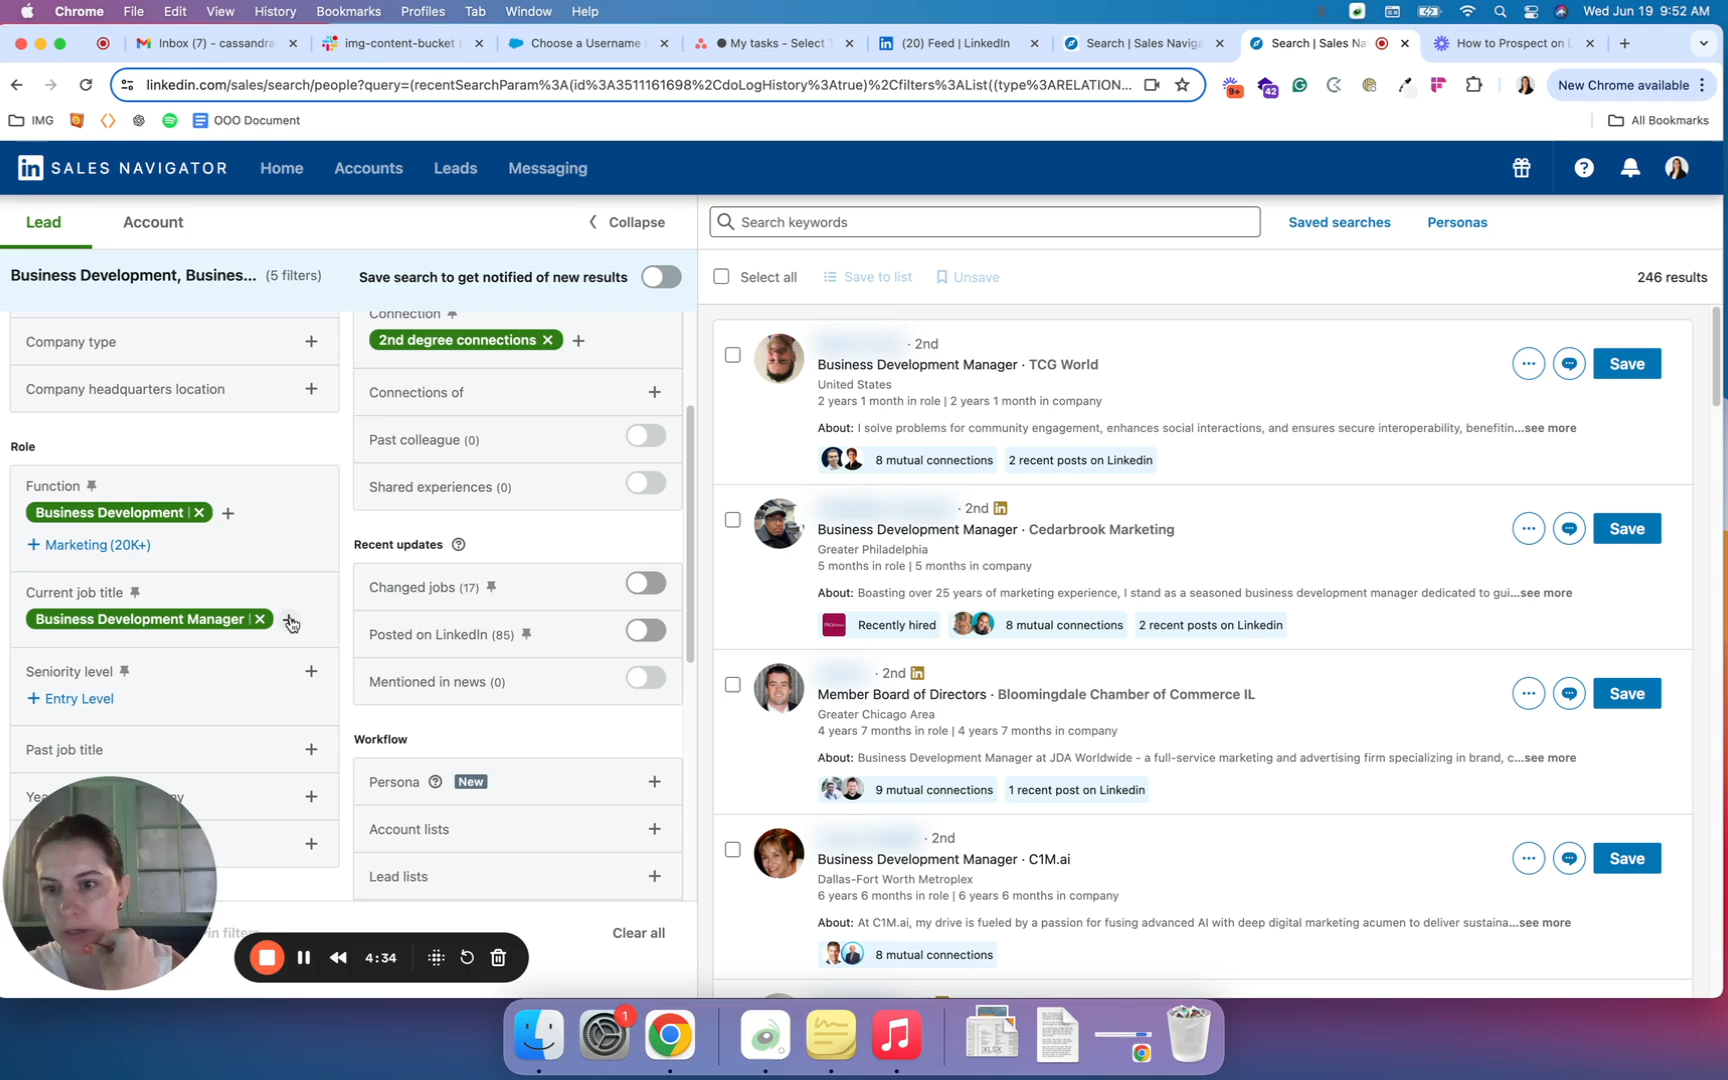 Chrome File Edit View History Bookmarks Profiles Tab Window Help Wed Jun 19 9:52 AM
Inbox (7) - cassandra img-content-bucket Choose a Username My tasks - Select T (20) Feed | LinkedIn Search | Sales Naviga Search | Sales Na How to Prospect on L
linkedin.com/sales/search/people?query=(recentSearchParam%3A(id%3A3511161698%2CdoLogHistory%3Atrue)%2Cfilters%3AList((type%3ARELATION... 9+ 42 New Chrome available
IMG OOO Document All Bookmarks
in SALES NAVIGATOR Home Accounts Leads Messaging
Lead Account Collapse
Search keywords Saved searches Personas
Business Development, Busines... (5 filters) Save search to get notified of new results
Select all Save to list Unsave 246 results
Company type
Company headquarters location
Role
Function
Business Development
+ Marketing (20K+)
Current job title
Business Development Manager
Seniority level
+ Entry Level
Past job title
Connection
2nd degree connections
Connections of
Past colleague (0)
Shared experiences (0)
Recent updates
Changed jobs (17)
Posted on LinkedIn (85)
Mentioned in news (0)
Workflow
Persona New
Account lists
Lead lists
Clear all
4:34
· 2nd
Business Development Manager · TCG World
United States
2 years 1 month in role | 2 years 1 month in company
About: I solve problems for community engagement, enhances social interactions, and ensures secure interoperability, benefitin...see more
8 mutual connections 2 recent posts on Linkedin
Save
· 2nd
Business Development Manager · Cedarbrook Marketing
Greater Philadelphia
5 months in role | 5 months in company
About: Boasting over 25 years of marketing experience, I stand as a seasoned business development manager dedicated to gui...see more
Recently hired 8 mutual connections 2 recent posts on Linkedin
Save
· 2nd
Member Board of Directors · Bloomingdale Chamber of Commerce IL
Greater Chicago Area
4 years 7 months in role | 4 years 7 months in company
About: Business Development Manager at JDA Worldwide - a full-service marketing and advertising firm specializing in brand, c...see more
9 mutual connections 1 recent post on Linkedin
Save
· 2nd
Business Development Manager · C1M.ai
Dallas-Fort Worth Metroplex
6 years 6 months in role | 6 years 6 months in company
About: At C1M.ai, my drive is fueled by a passion for fusing advanced AI with deep digital marketing acumen to deliver sustaina...see more
8 mutual connections
Save
1